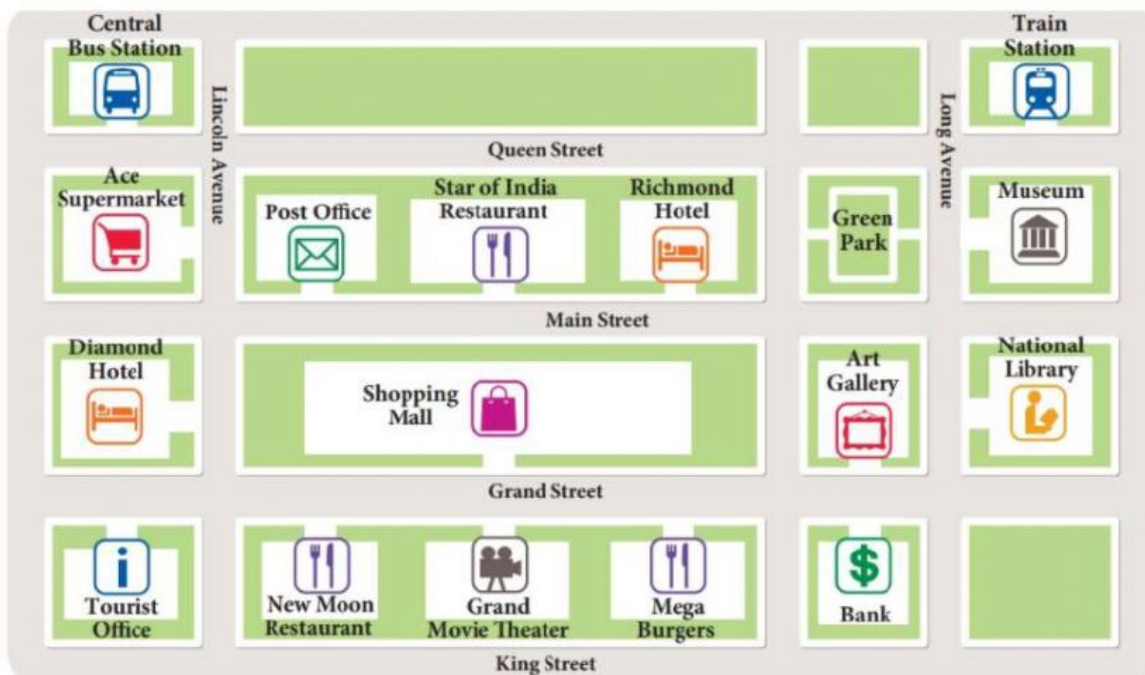 Central
Bus Station
Train
Station
Lincoln Avenue
Long Avenue
Queen Street
Ace
Supermarket
Post Office
Star of India
Restaurant
Richmond
Hotel
Green
Park
Museum
Main Street
Diamond
Hotel
Shopping
Mall
Art
Gallery
National
Library
Grand Street
i
Tourist
Office
New Moon
Restaurant
Grand
Movie Theater
Mega
Burgers
$
Bank
King Street